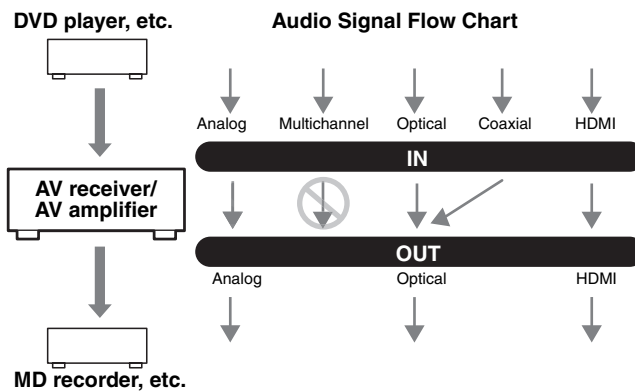 DVD player, etc.
Audio Signal Flow Chart
Analog Multichannel Optical Coaxial HDMI
IN
AV receiver/
AV amplifier
OUT
Analog Optical HDMI
MD recorder, etc.